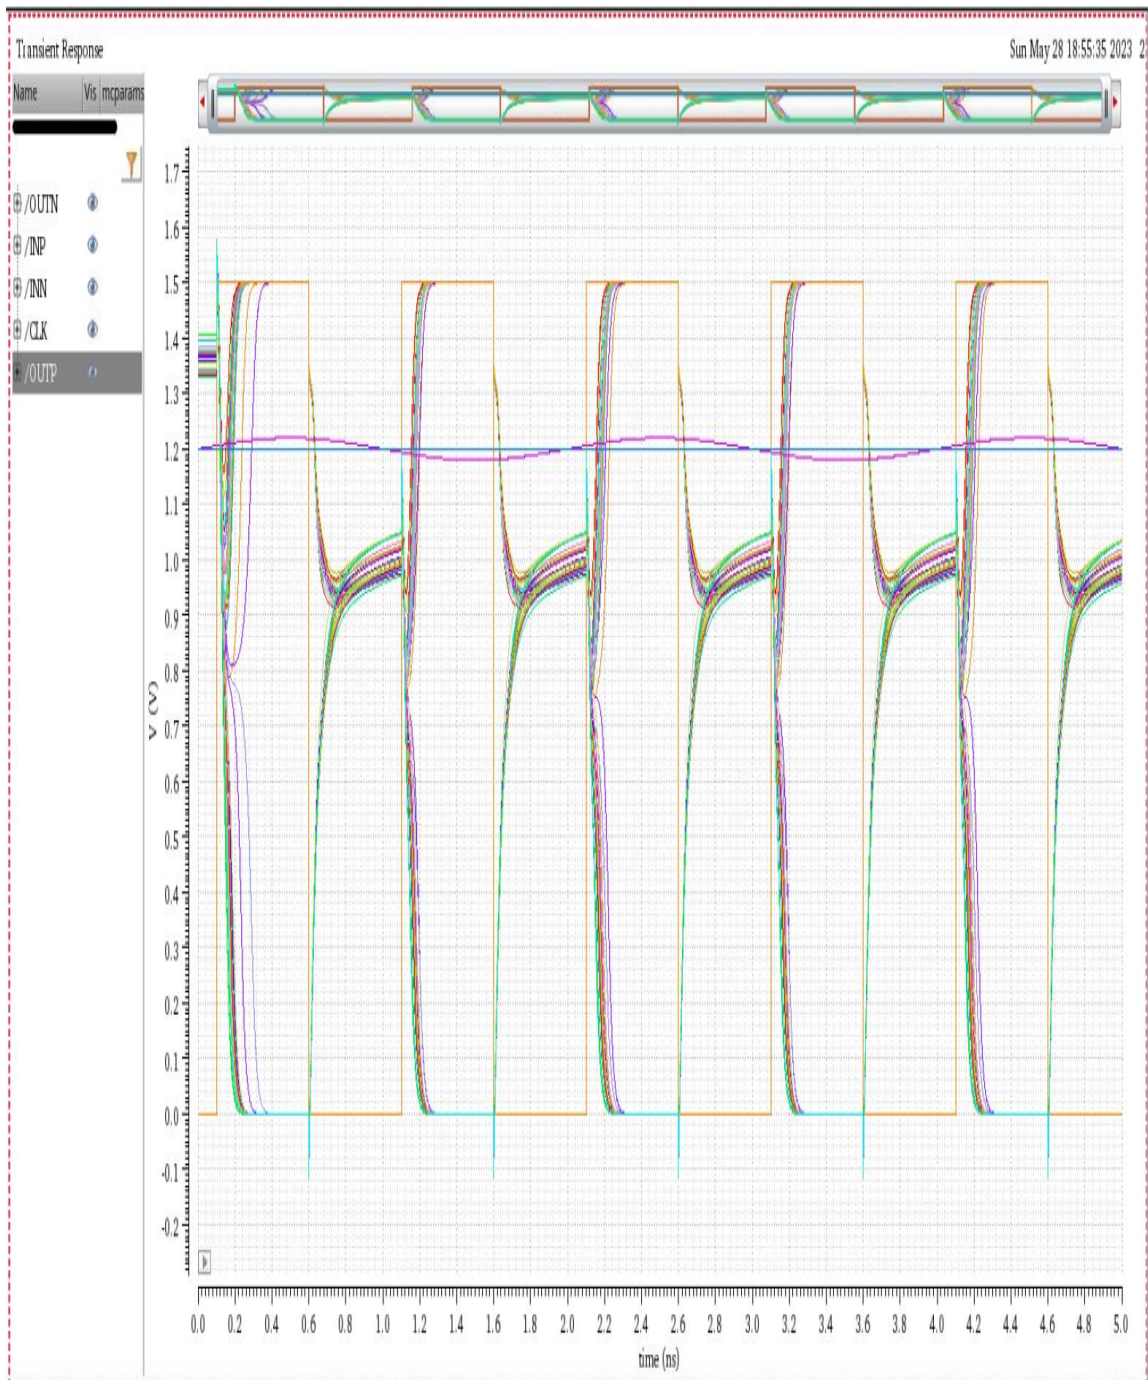 Transient Response
Sun May 28 18:55:35 2023 2
Name Vis mcparams
/OUTN
/INP
/INN
/CLK
/OUTP
V (V)
1.7
1.6
1.5
1.4
1.3
1.2
1.1
1.0
0.9
0.8
0.7
0.6
0.5
0.4
0.3
0.2
0.1
0.0
-0.1
-0.2
0.0 0.2 0.4 0.6 0.8 1.0 1.2 1.4 1.6 1.8 2.0 2.2 2.4 2.6 2.8 3.0 3.2 3.4 3.6 3.8 4.0 4.2 4.4 4.6 4.8 5.0
time (ns)